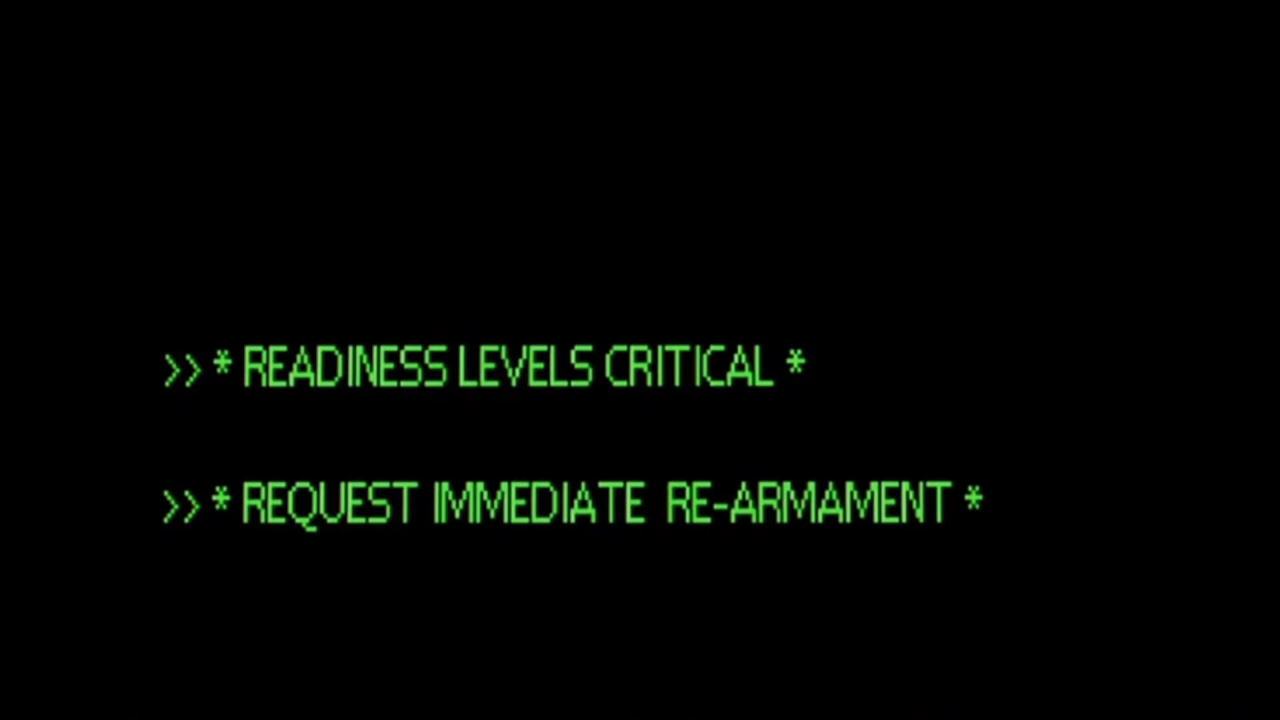 >> * READINESS LEVELS CRITICAL *
>> * REQUEST IMMEDIATE RE-ARMAMENT *